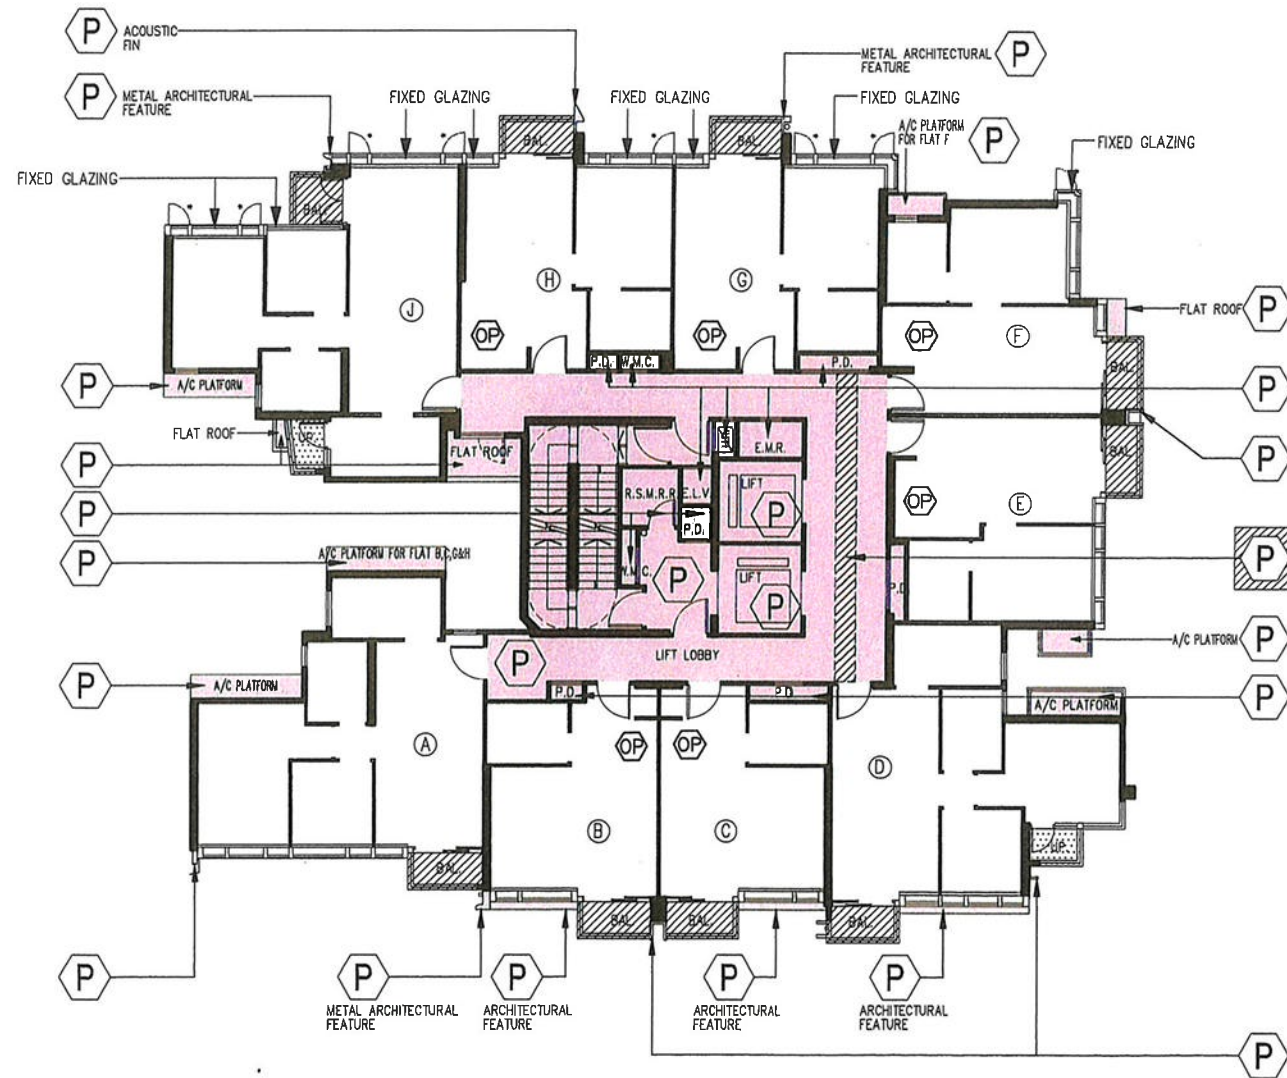 P
ACOUSTIC
FIN
METAL ARCHITECTURAL
FEATURE
P
P
METAL ARCHITECTURAL
FEATURE
FIXED GLAZING
FIXED GLAZING
FIXED GLAZING
A/C PLATFORM
FOR FLAT F
P
FIXED GLAZING
BAL.
BAL.
FIXED GLAZING
BAL.
H
G
J
FLAT ROOF
P
OP
OP
OP
F
P.D.
W.M.C.
P.D.
BAL.
P
A/C PLATFORM
P
FLAT ROOF
UP
P
FLAT ROOF
E.M.R.
BAL.
P
R.S.M.R.R.
E.L.V.
LIFT
P
OP
E
P
P.D.
P
A/C PLATFORM FOR FLAT B,C,G&H
W.M.C.
P
LIFT
P
P.D.
P
P
LIFT LOBBY
A/C PLATFORM
P
P
A/C PLATFORM
P.D.
P.D.
A/C PLATFORM
P
A
OP
OP
D
B
C
UP
BAL.
BAL.
BAL.
BAL.
P
P
METAL ARCHITECTURAL
FEATURE
P
ARCHITECTURAL
FEATURE
P
ARCHITECTURAL
FEATURE
P
ARCHITECTURAL
FEATURE
P